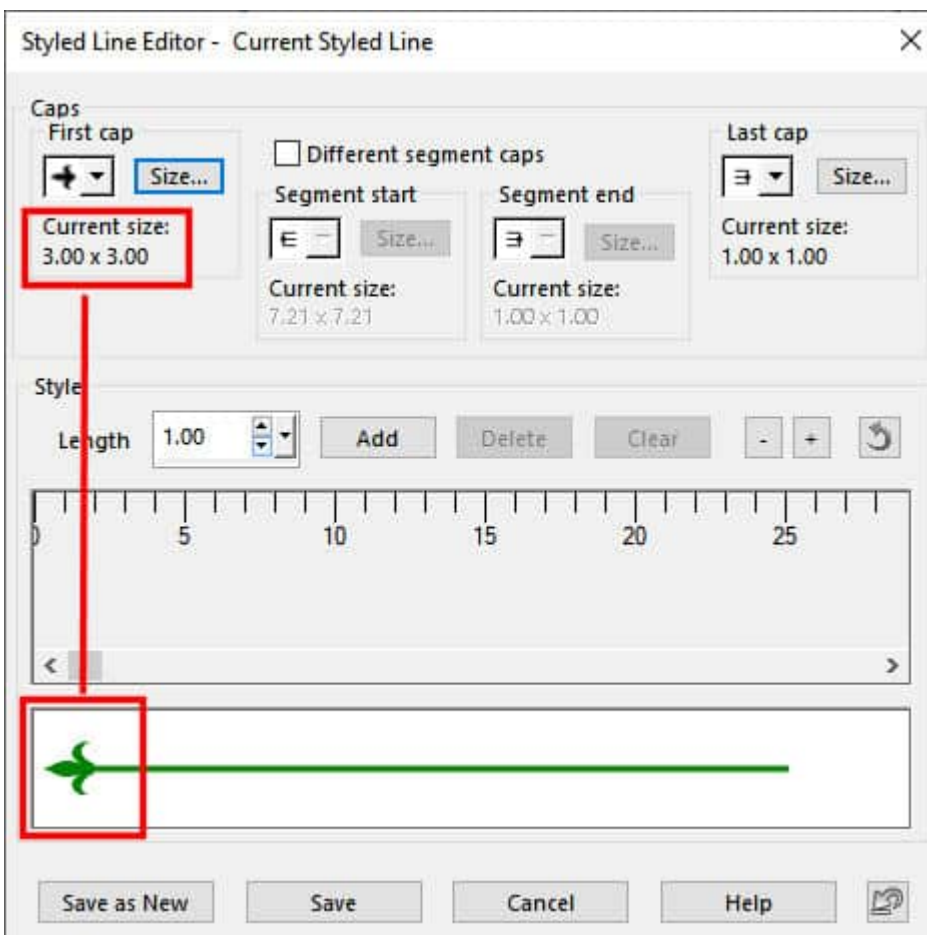 Styled Line Editor - Current Styled Line
Caps
First cap
Size...
Current size:
3.00 x 3.00
Different segment caps
Segment start
Size...
Current size:
7.21 x 7.21
Segment end
Size...
Current size:
1.00 x 1.00
Last cap
Size...
Current size:
1.00 x 1.00
Style
Length
1.00
Add
Delete
Clear
-
+
0 5 10 15 20 25
Save as New
Save
Cancel
Help